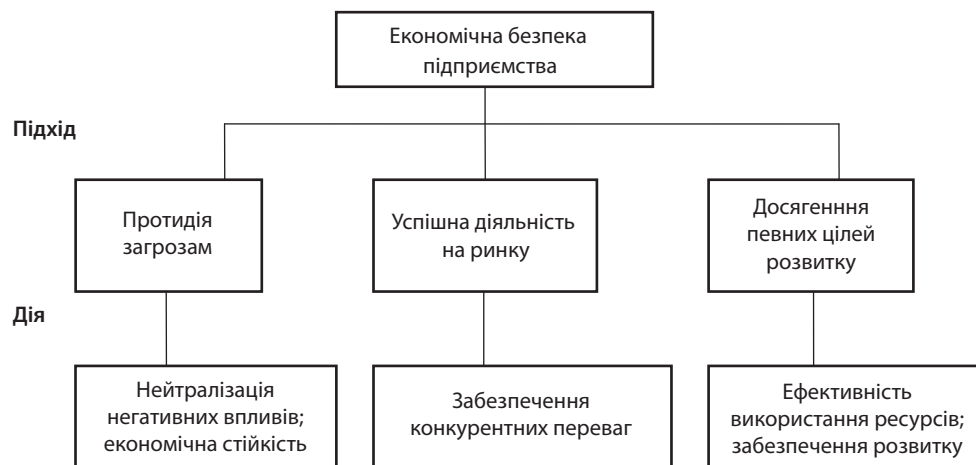 Економічна безпека
підприємства
Підхід
Протидія
загрозам
Успішна діяльність
на ринку
Досягенння
певних цілей
розвитку
Дія
Нейтралізація
негативних впливів;
економічна стійкість
Забезпечення
конкурентних переваг
Ефективність
використання ресурсів;
забезпечення розвитку